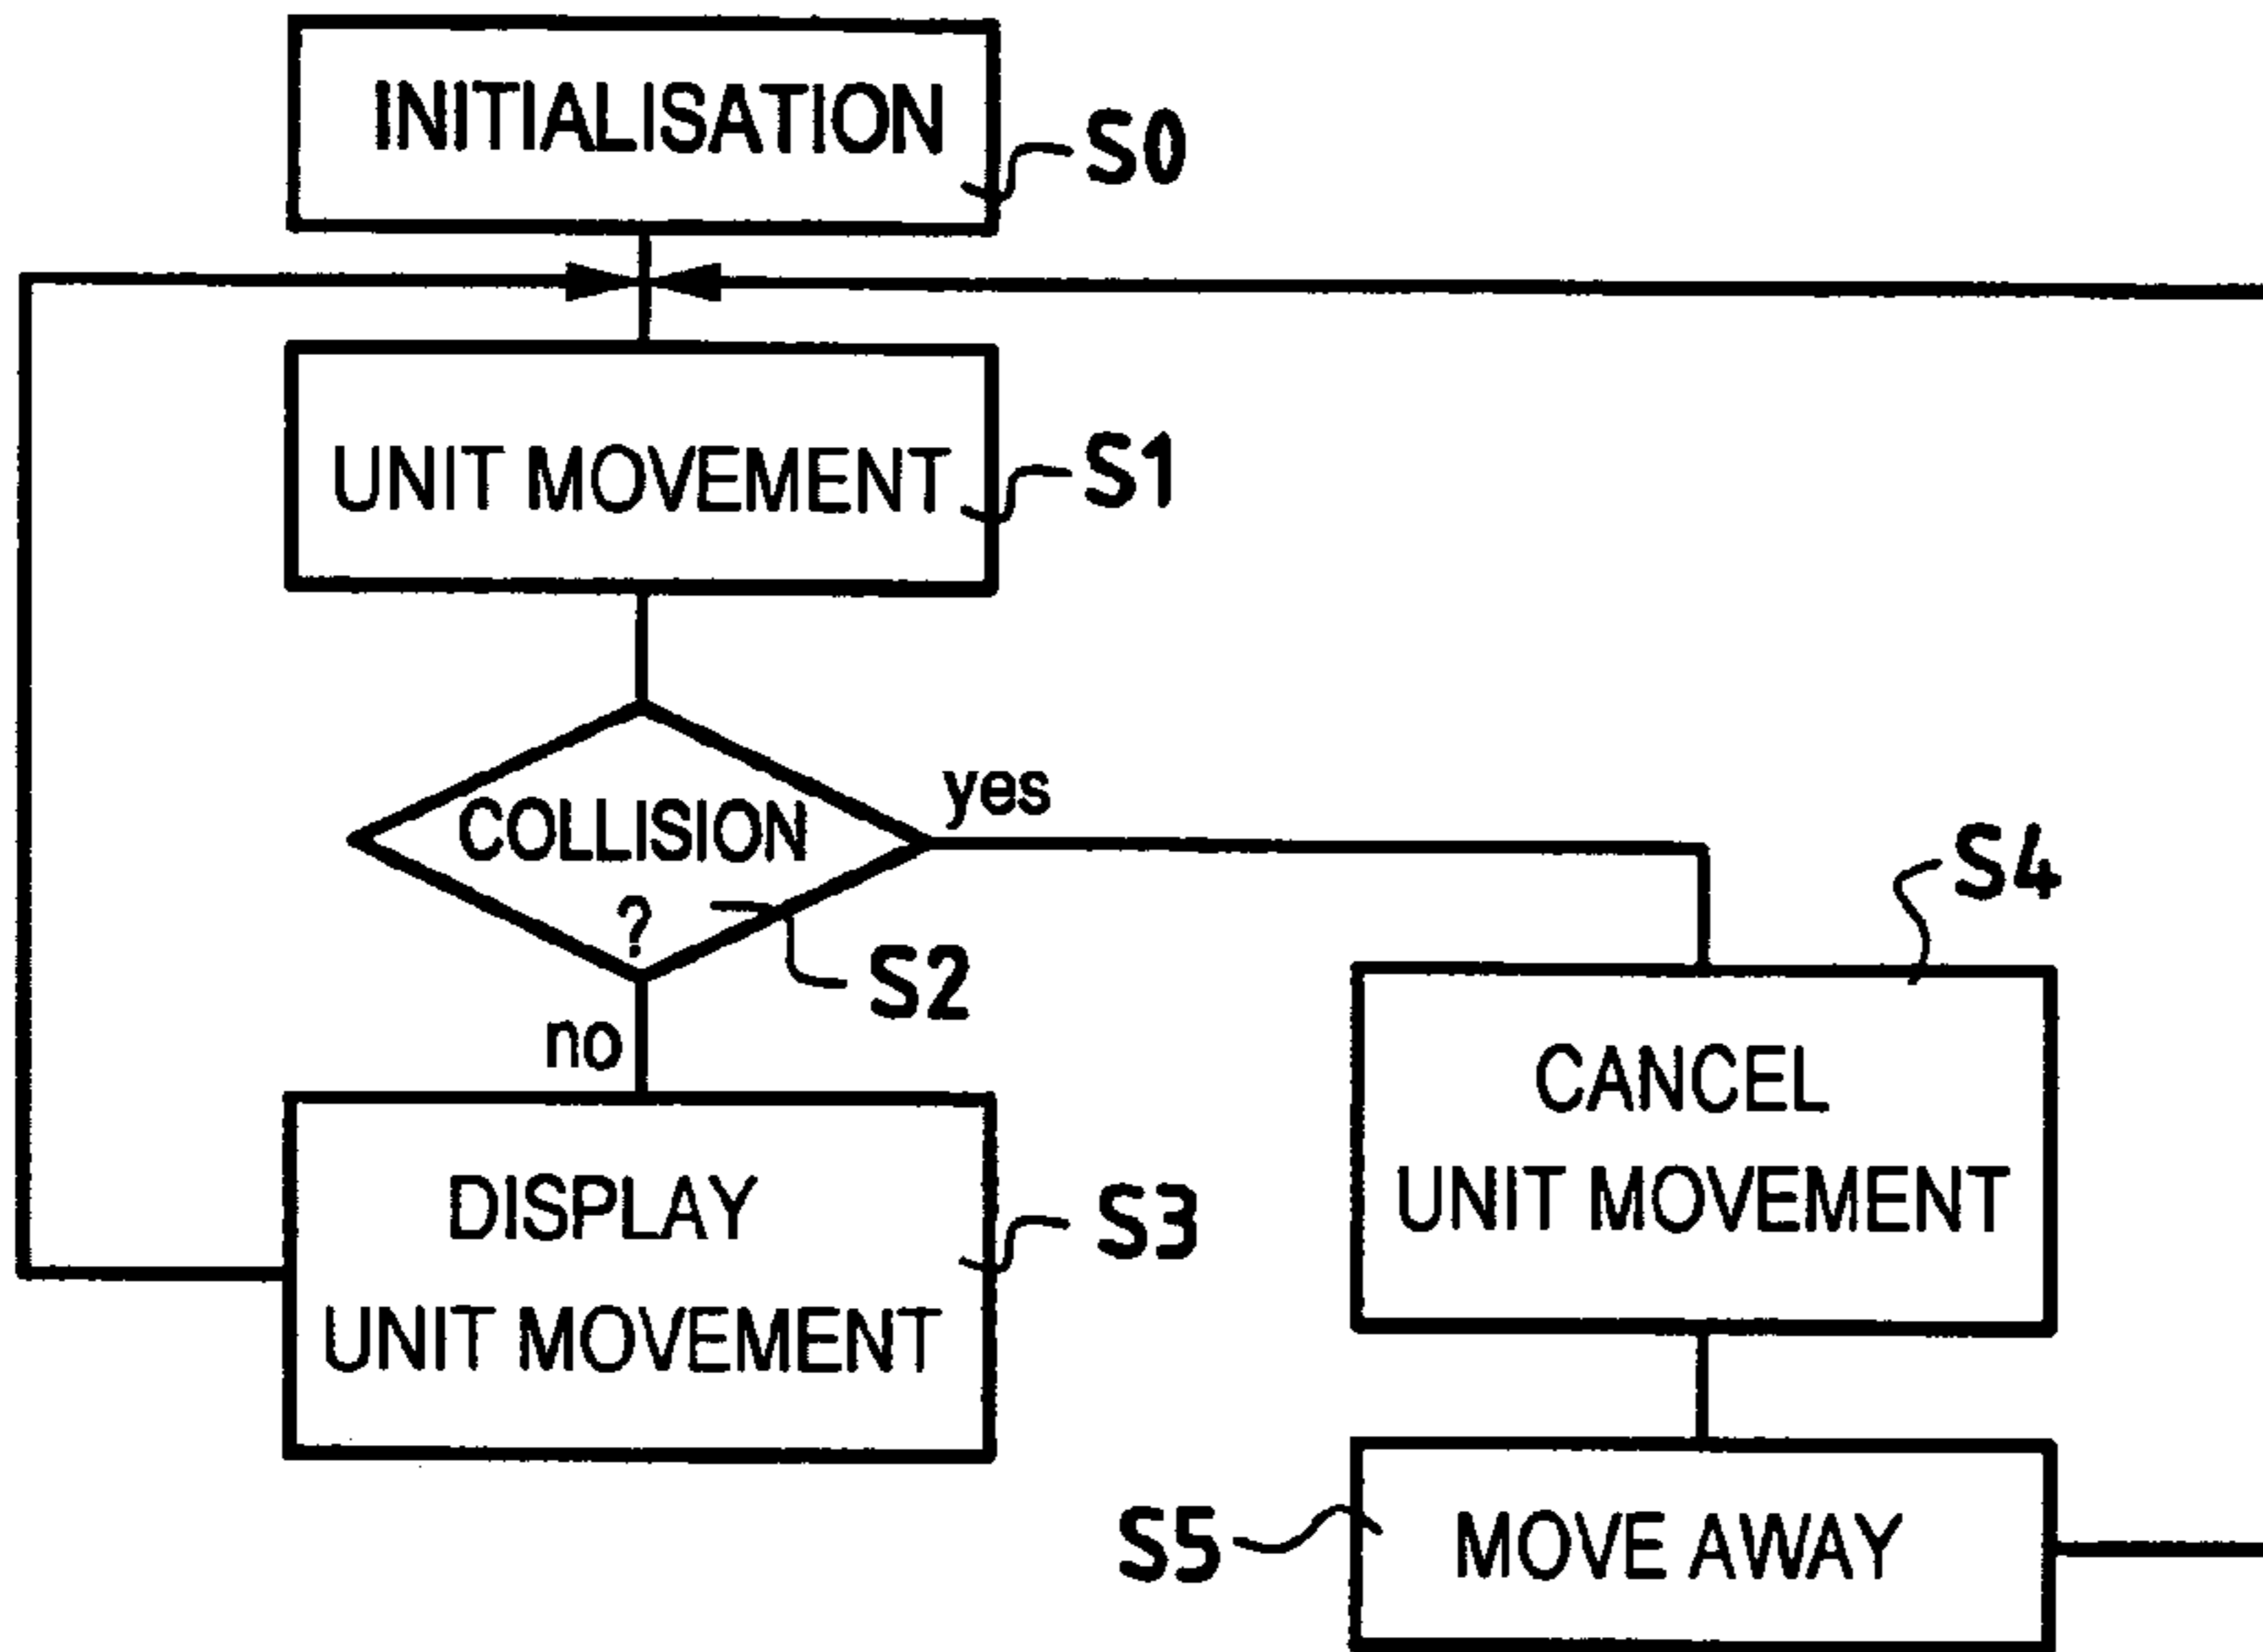 INITIALISATION
S0
UNIT MOVEMENT
S1
COLLISION
?
yes
S2
no
S4
CANCEL
UNIT MOVEMENT
DISPLAY
UNIT MOVEMENT
S3
S5
MOVE AWAY